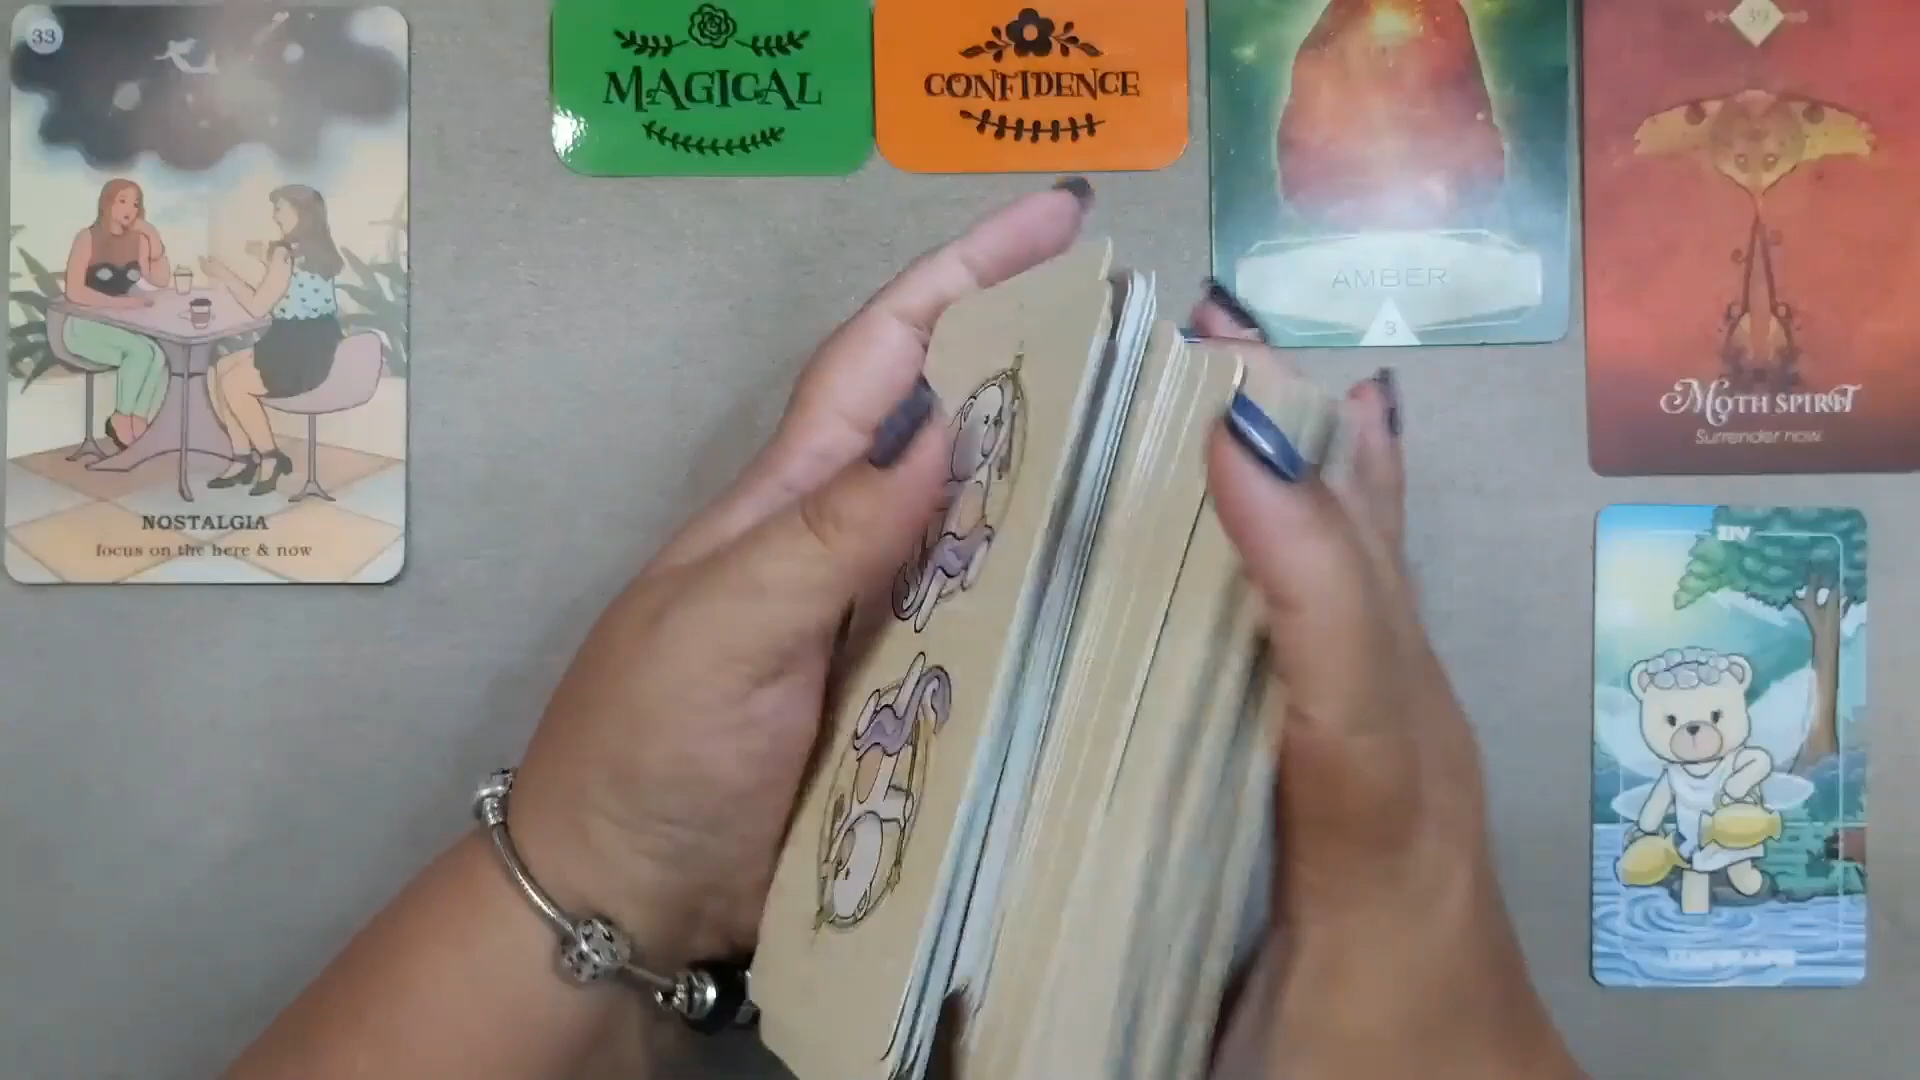 33
NOSTALGIA
focus on the here & now
MAGICAL
CONFIDENCE
AMBER
3
39
MOTH SPIRIT
Surrender now
XIV